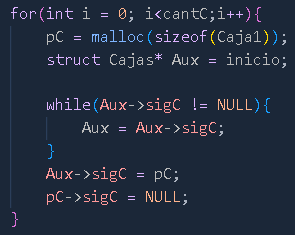 for(int i = 0; i<cantC;i++){
pC = malloc(sizeof(Caja1));
struct Cajas* Aux = inicio;
while(Aux->sigC != NULL){
Aux = Aux->sigC;
}
Aux->sigC = pC;
pC->sigC = NULL;
}